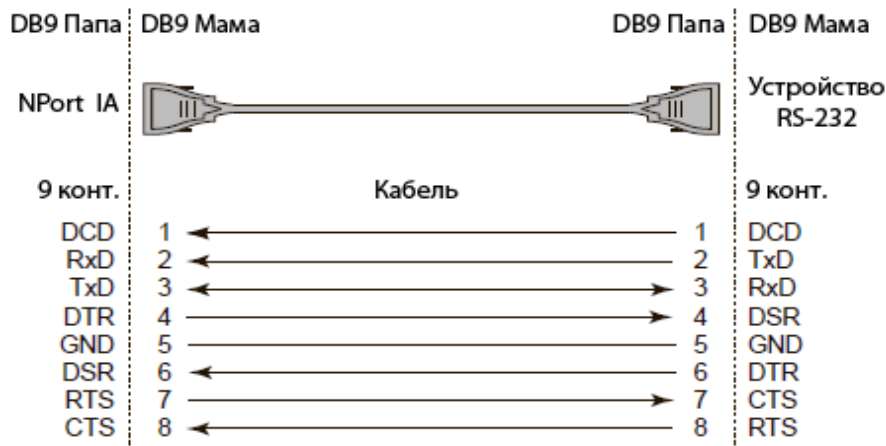 DB9 Папа DB9 Мама DB9 Папа DB9 Мама
NPort IA Устройство
RS-232
9 конт. Кабель 9 конт.
DCD 1 1 DCD
RxD 2 2 TxD
TxD 3 3 RxD
DTR 4 4 DSR
GND 5 5 GND
DSR 6 6 DTR
RTS 7 7 CTS
CTS 8 8 RTS